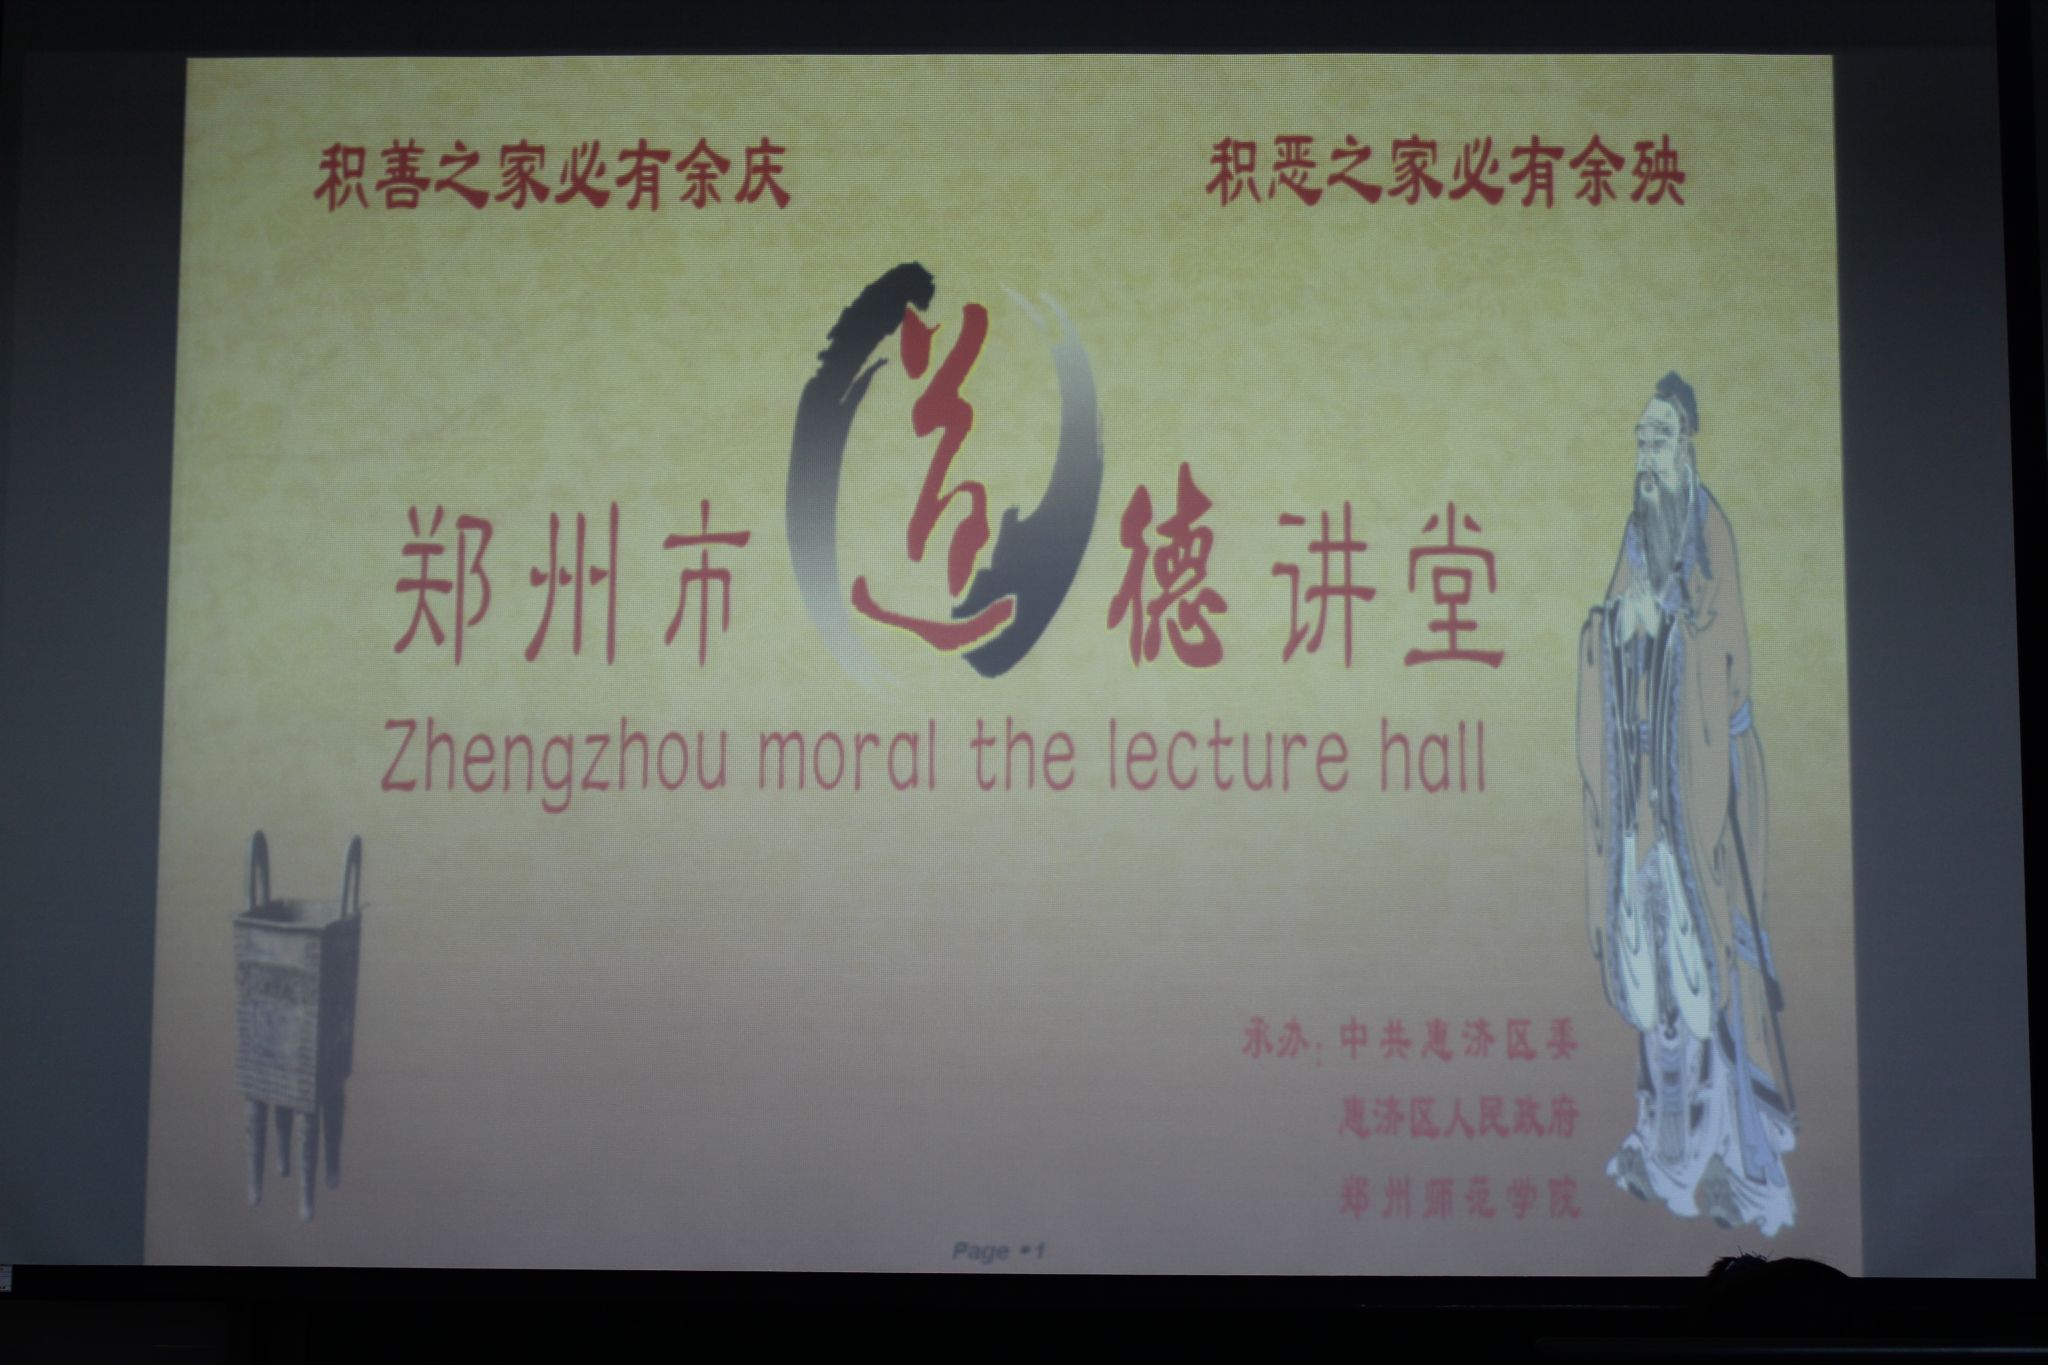 积善之家必有余庆
积恶之家必有余殃
郑州市道德讲堂
Zhengzhou moral the lecture hall
承办：中共惠济区委
惠济区人民政府
郑州师范学院
Page •1